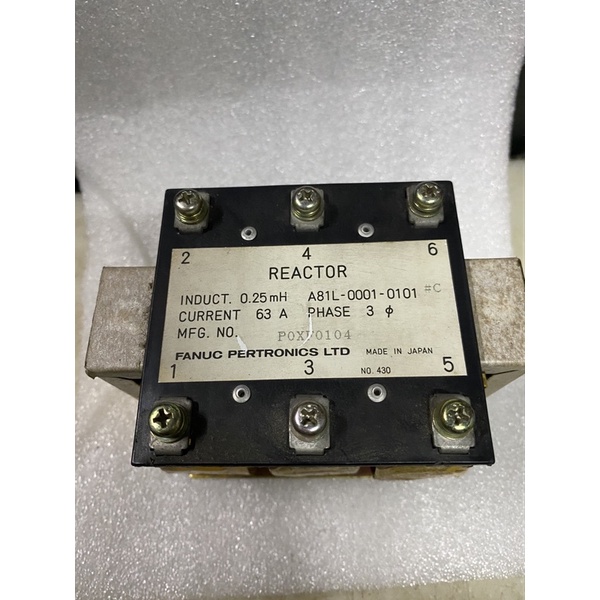 2 4 6
REACTOR
INDUCT. 0.25mH A81L-0001-0101 #C
CURRENT 63 A PHASE 3 ϕ
MFG. NO.
FANUC PERTRONICS LTD MADE IN JAPAN
1 3 NO. 430 5